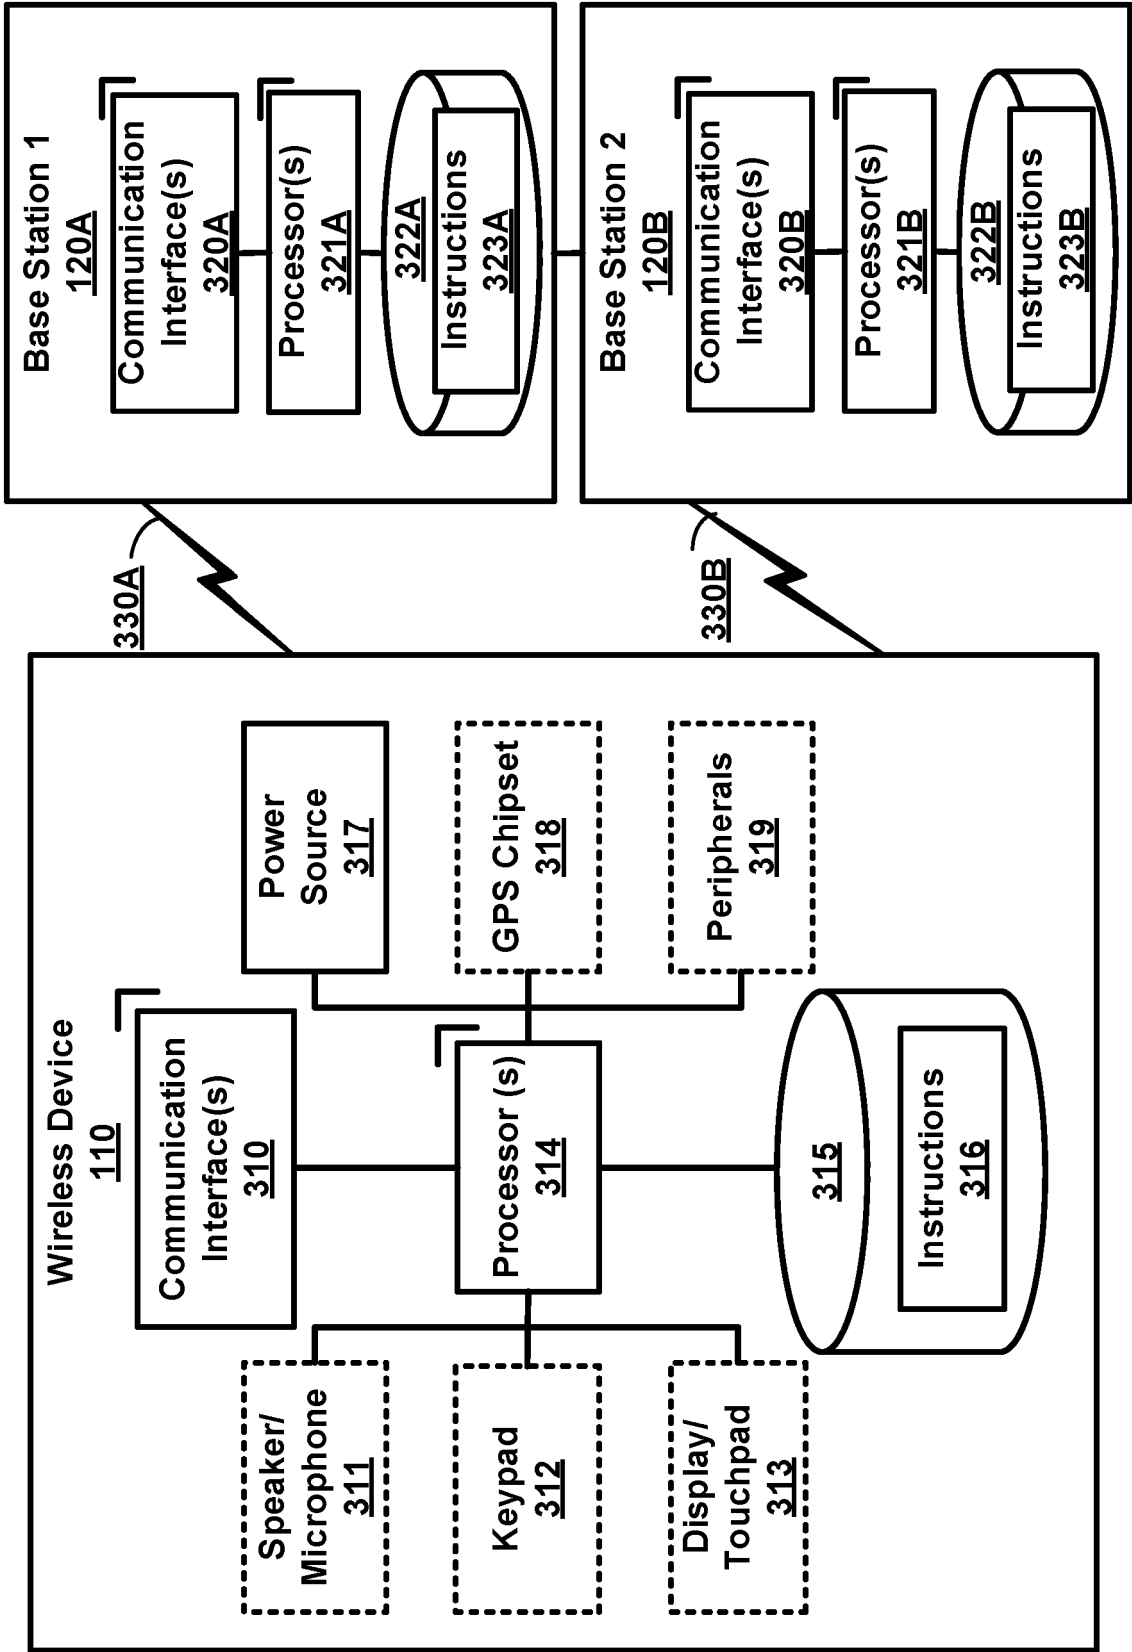 Wireless Device
110
Communication
Interface(s)
310
Speaker/
Microphone
311
Keypad
312
Display/
Touchpad
313
Processor (s)
314
Power
Source
317
GPS Chipset
318
Peripherals
319
315
Instructions
316
330A
330B
Base Station 1
120A
Communication
Interface(s)
320A
Processor(s)
321A
322A
Instructions
323A
Base Station 2
120B
Communication
Interface(s)
320B
Processor(s)
321B
322B
Instructions
323B